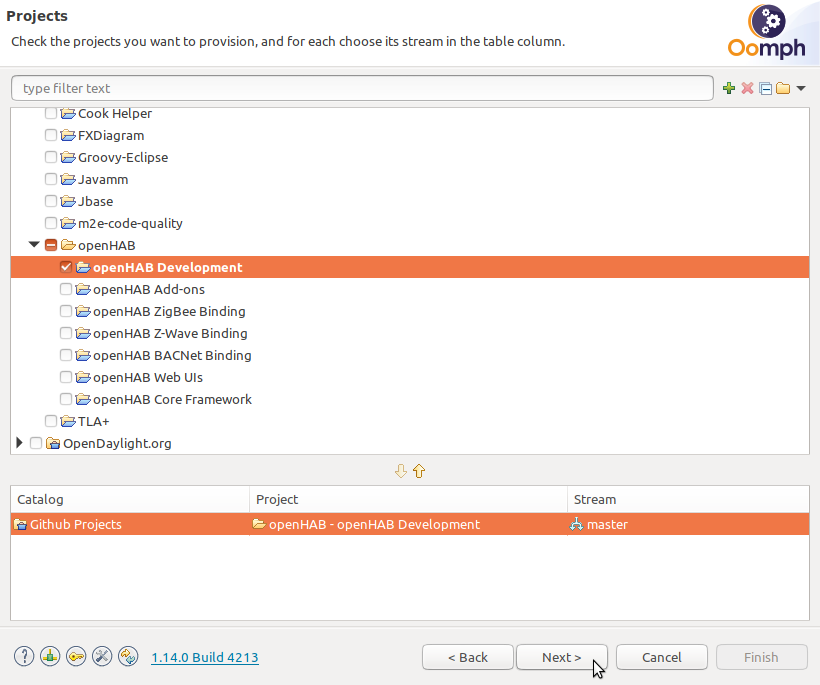 Projects
Check the projects you want to provision, and for each choose its stream in the table column.
Oomph
type filter text
Cook Helper
FXDiagram
Groovy-Eclipse
Javamm
Jbase
m2e-code-quality
openHAB
openHAB Development
openHAB Add-ons
openHAB ZigBee Binding
openHAB Z-Wave Binding
openHAB BACNet Binding
openHAB Web UIs
openHAB Core Framework
TLA+
OpenDaylight.org
Catalog Project Stream
Github Projects openHAB - openHAB Development master
1.14.0 Build 4213 < Back Next > Cancel Finish